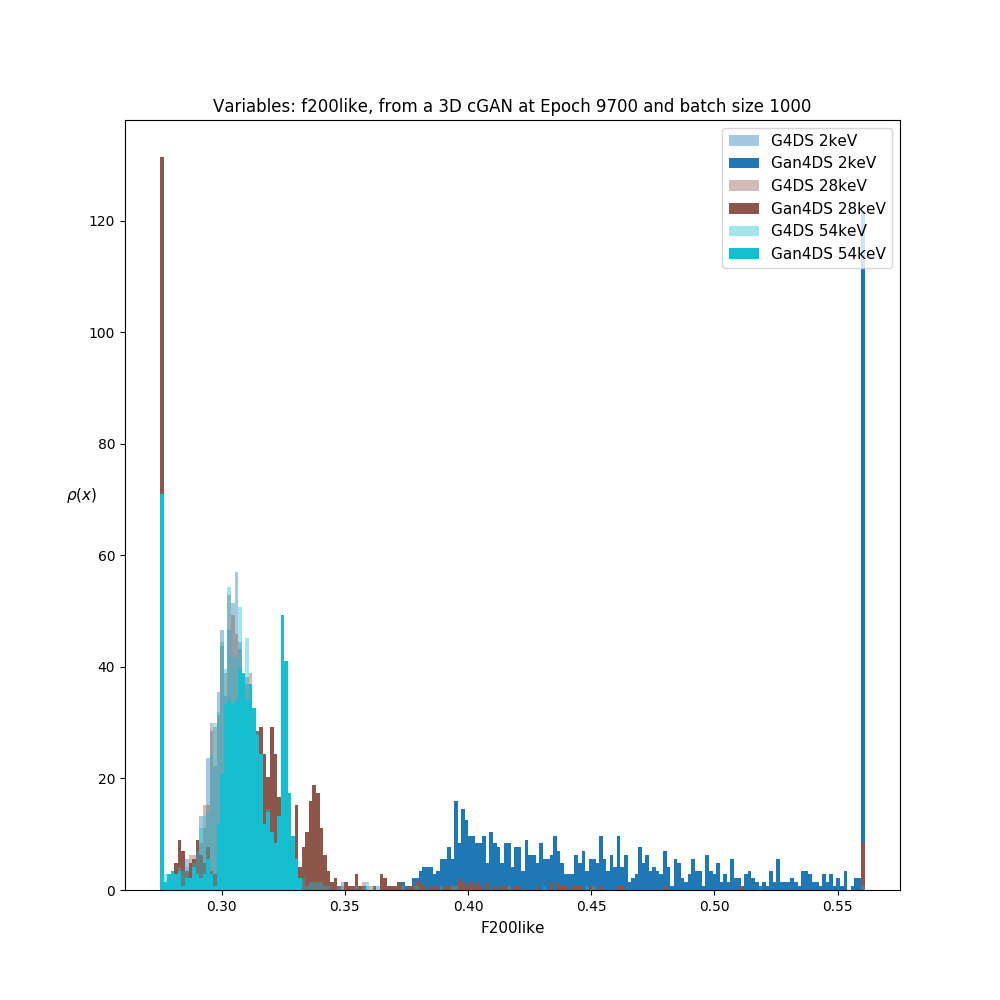 Variables: f200like, from a 3D cGAN at Epoch 9700 and batch size 1000
G4DS 2keV
Gan4DS 2keV
G4DS 28keV
Gan4DS 28keV
G4DS 54keV
Gan4DS 54keV
120
100
80
60
40
20
0
ρ(x)
0.30 0.35 0.40 0.45 0.50 0.55
F200like